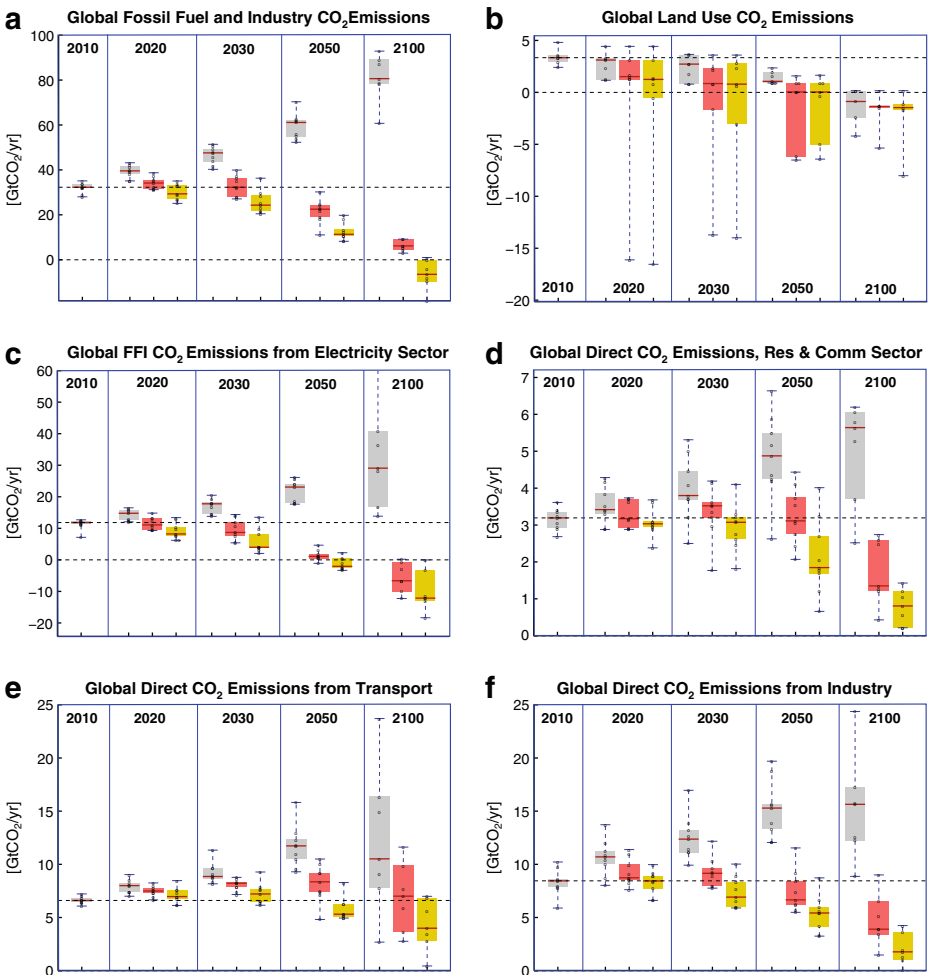 a Global Fossil Fuel and Industry CO2Emissions
2010 2020 2030 2050 2100
[GtCO2/yr]
100
80
60
40
20
0
b Global Land Use CO2 Emissions
[GtCO2/yr]
5
0
−5
−10
−15
−20
2010 2020 2030 2050 2100
c Global FFI CO2 Emissions from Electricity Sector
2010 2020 2030 2050 2100
[GtCO2/yr]
60
50
40
30
20
10
0
−10
−20
d Global Direct CO2 Emissions, Res & Comm Sector
2010 2020 2030 2050 2100
[GtCO2/yr]
7
6
5
4
3
2
1
0
e Global Direct CO2 Emissions from Transport
2010 2020 2030 2050 2100
[GtCO2/yr]
25
20
15
10
5
0
f Global Direct CO2 Emissions from Industry
2010 2020 2030 2050 2100
[GtCO2/yr]
25
20
15
10
5
0